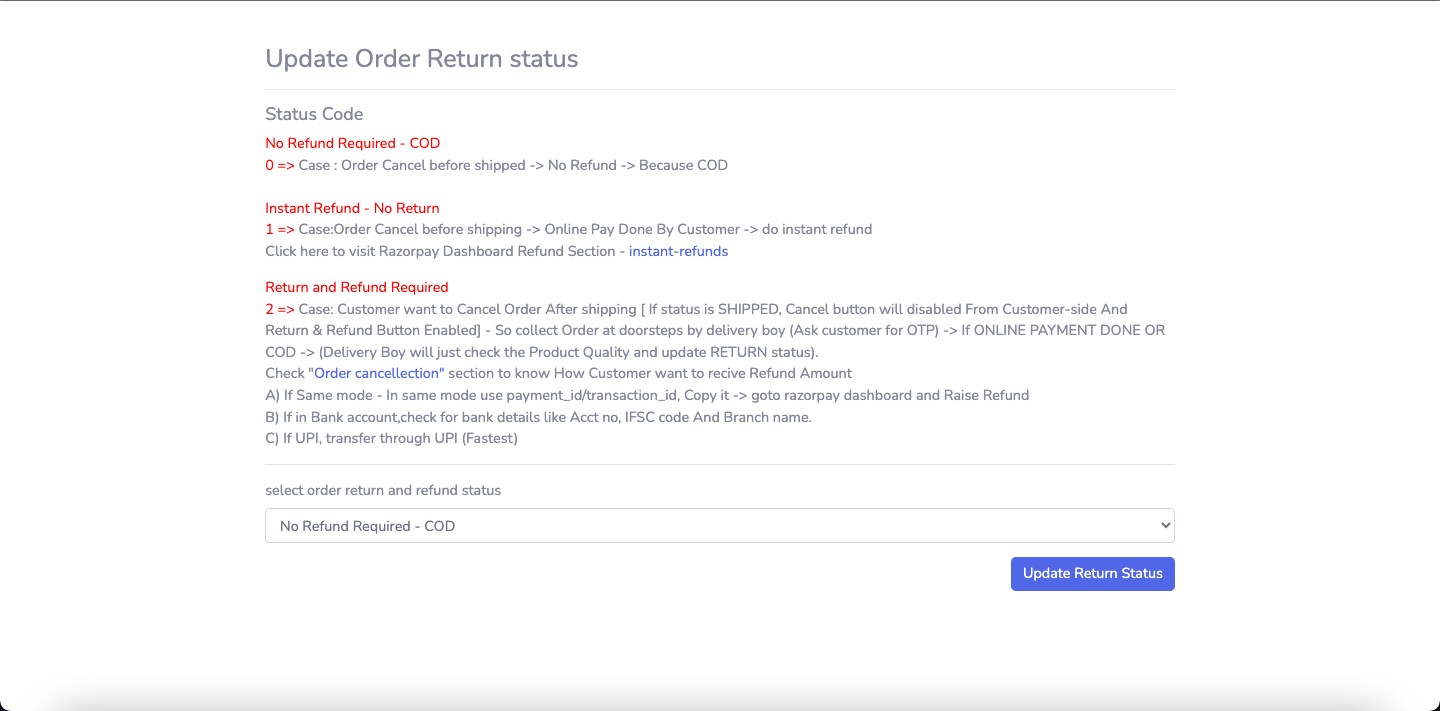 Update Order Return status
Status Code
No Refund Required - COD
0 => Case : Order Cancel before shipped -> No Refund -> Because COD
Instant Refund - No Return
1 => Case:Order Cancel before shipping -> Online Pay Done By Customer -> do instant refund
Click here to visit Razorpay Dashboard Refund Section - instant-refunds
Return and Refund Required
2 => Case: Customer want to Cancel Order After shipping [ If status is SHIPPED, Cancel button will disabled From Customer-side And
Return & Refund Button Enabled] - So collect Order at doorsteps by delivery boy (Ask customer for OTP) -> If ONLINE PAYMENT DONE OR
COD -> (Delivery Boy will just check the Product Quality and update RETURN status).
Check "Order cancellection" section to know How Customer want to recive Refund Amount
A) If Same mode - In same mode use payment_id/transaction_id, Copy it -> goto razorpay dashboard and Raise Refund
B) If in Bank account,check for bank details like Acct no, IFSC code And Branch name.
C) If UPI, transfer through UPI (Fastest)
select order return and refund status
No Refund Required - COD
Update Return Status